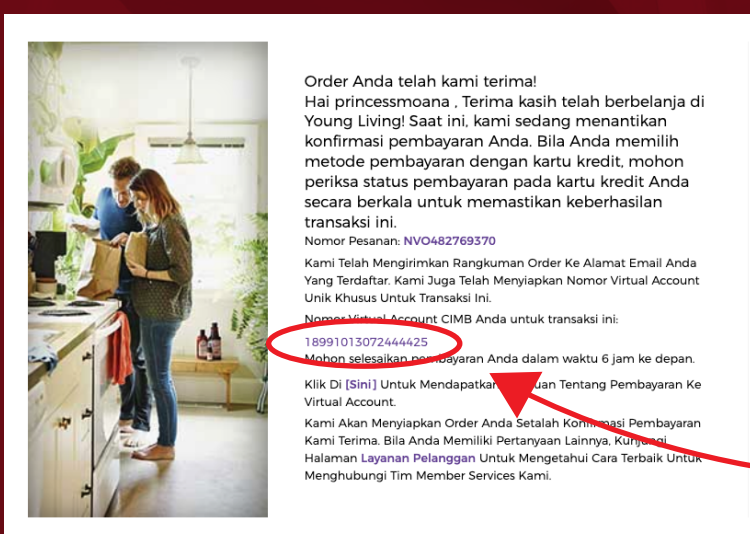 Order Anda telah kami terima!
Hai princessmoana , Terima kasih telah berbelanja di
Young Living! Saat ini, kami sedang menantikan
konfirmasi pembayaran Anda. Bila Anda memilih
metode pembayaran dengan kartu kredit, mohon
periksa status pembayaran pada kartu kredit Anda
secara berkala untuk memastikan keberhasilan
transaksi ini.
Nomor Pesanan: NVO482769370
Kami Telah Mengirimkan Rangkuman Order Ke Alamat Email Anda
Yang Terdaftar. Kami Juga Telah Menyiapkan Nomor Virtual Account
Unik Khusus Untuk Transaksi Ini.
Nomor Virtual Account CIMB Anda untuk transaksi ini:
18991013072444425
Mohon selesaikan pembayaran Anda dalam waktu 6 jam ke depan.
Klik Di [Sini] Untuk Mendapatkan Tentang Pembayaran Ke
Virtual Account.
Kami Akan Menyiapkan Order Anda Setalah Konfirmasi Pembayaran
Kami Terima. Bila Anda Memiliki Pertanyaan Lainnya, Kunjungi
Halaman Layanan Pelanggan Untuk Mengetahui Cara Terbaik Untuk
Menghubungi Tim Member Services Kami.